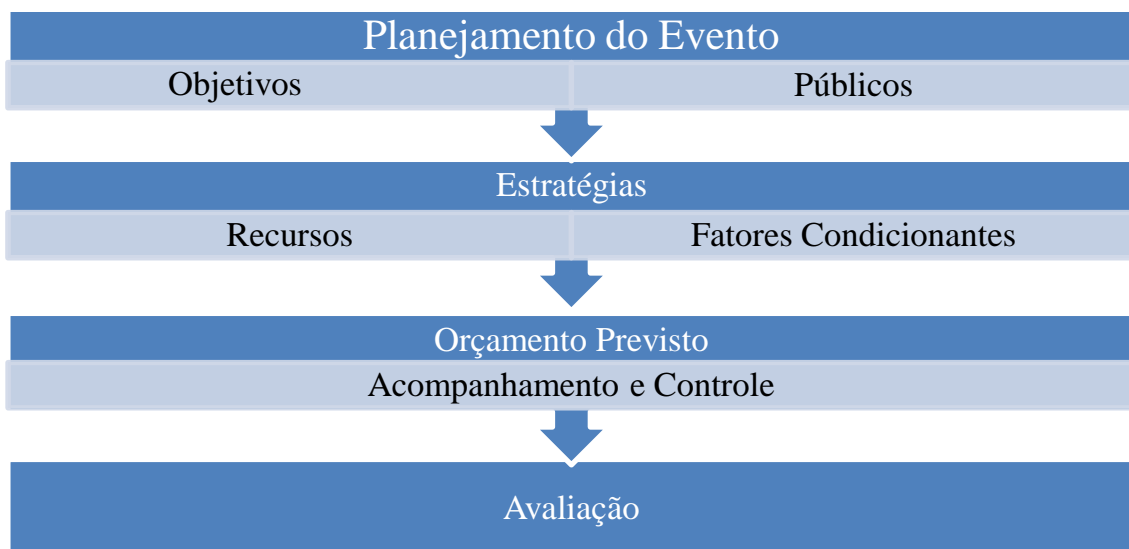 Planejamento do Evento
Objetivos
Públicos
Estratégias
Recursos
Fatores Condicionantes
Orçamento Previsto
Acompanhamento e Controle
Avaliação